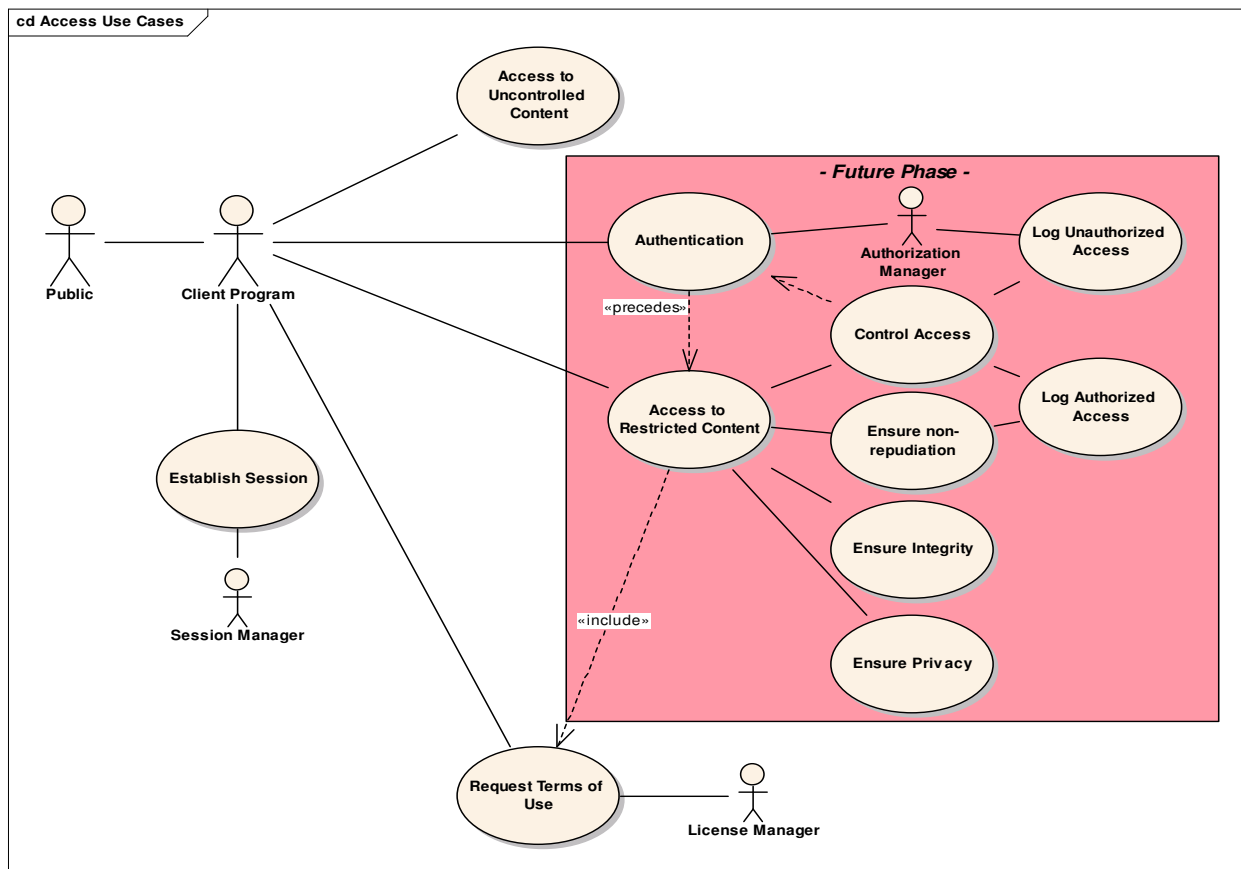 cd Access Use Cases
Access to
Uncontrolled
Content
- Future Phase -
Public
Client Program
Authentication
Authorization
Manager
Log Unauthorized
Access
«precedes»
Control Access
Access to
Restricted Content
Log Authorized
Access
Ensure non-
repudiation
Establish Session
Ensure Integrity
Session Manager
«include»
Ensure Privacy
Request Terms of
Use
License Manager